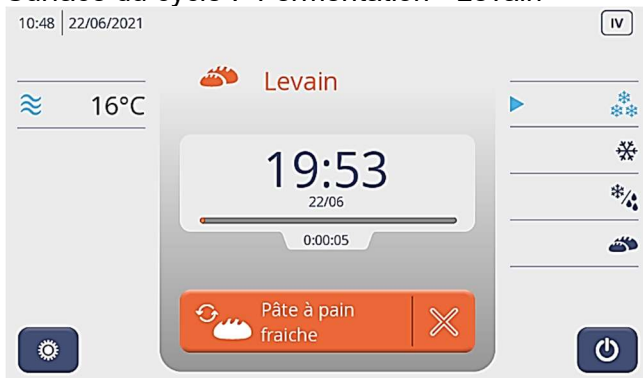 Surface du cycle : Fermentation - Levain
10:48 22/06/2021
IV
Levain
16°C
19:53
22/06
0:00:05
Pâte à pain
fraiche